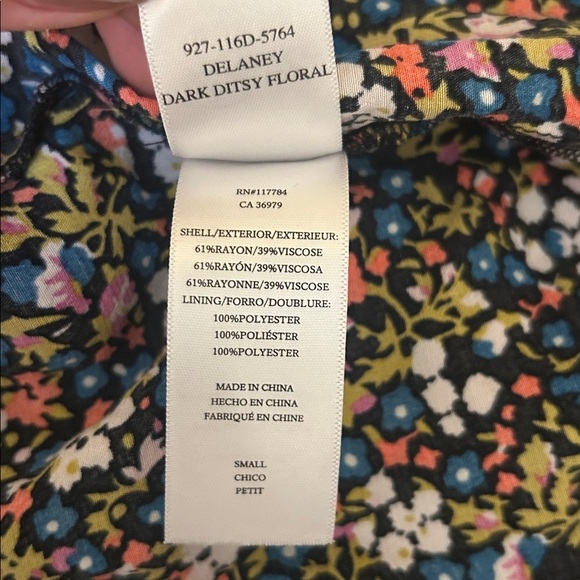 927-116D-5764
DELANEY
DARK DITSY FLORAL
RN#117784
CA 36979
SHELL/EXTERIOR/EXTERIEUR:
61%RAYON/39%VISCOSE
61%RAYÓN/39%VISCOSA
61%RAYONNE/39%VISCOSE
LINING/FORRO/DOUBLURE:
100%POLYESTER
100%POLIÉSTER
100%POLYESTER
MADE IN CHINA
HECHO EN CHINA
FABRIQUÉ EN CHINE
SMALL
CHICO
PETIT